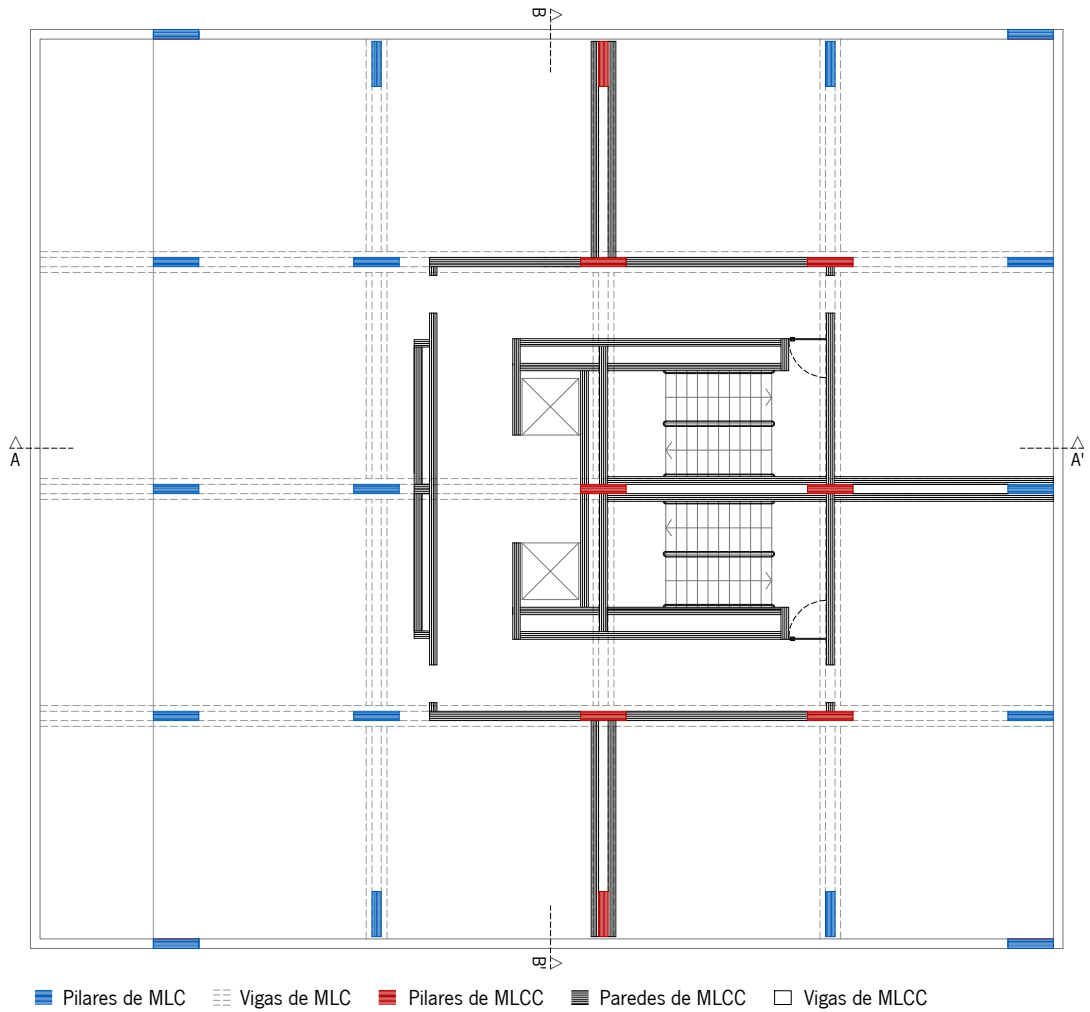 B
A
A'
B'
Pilares de MLC
Vigas de MLC
Pilares de MLCC
Paredes de MLCC
Vigas de MLCC